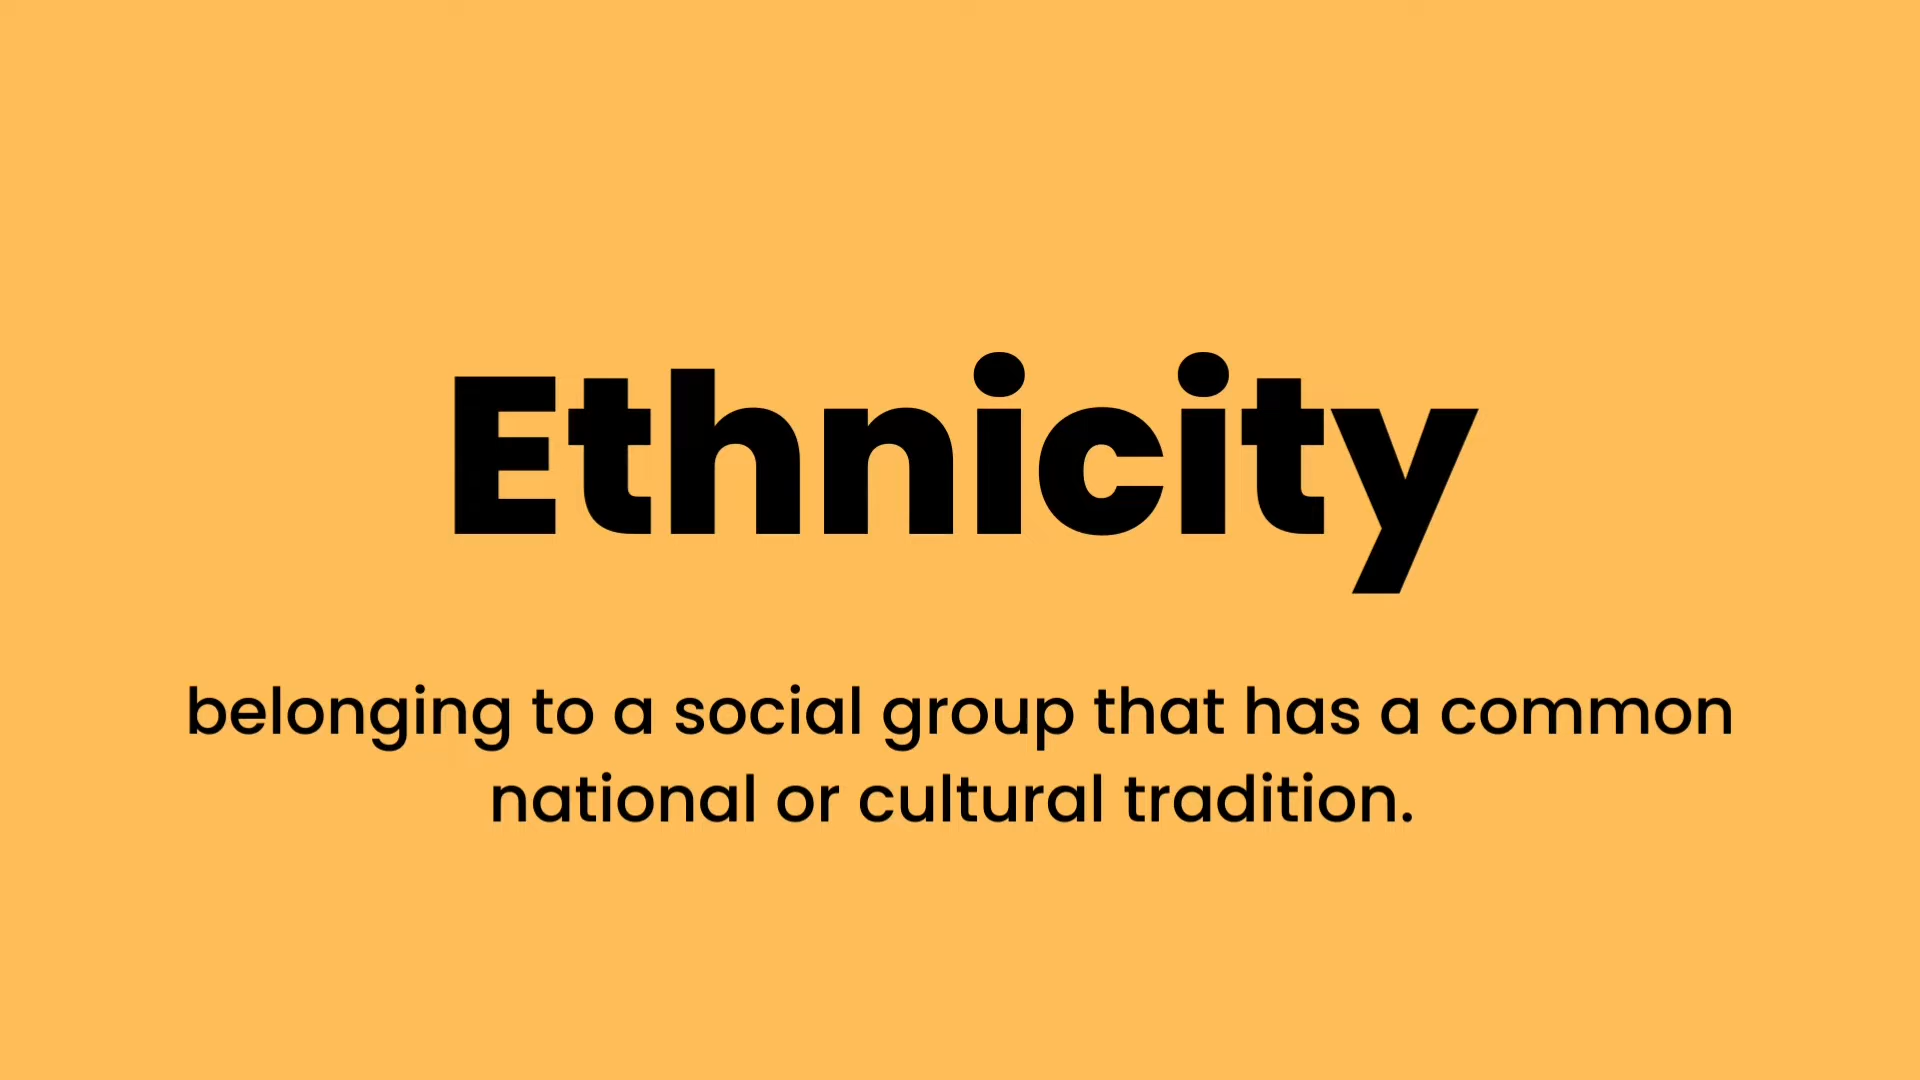 Ethnicity
belonging to a social group that has a common
national or cultural tradition.